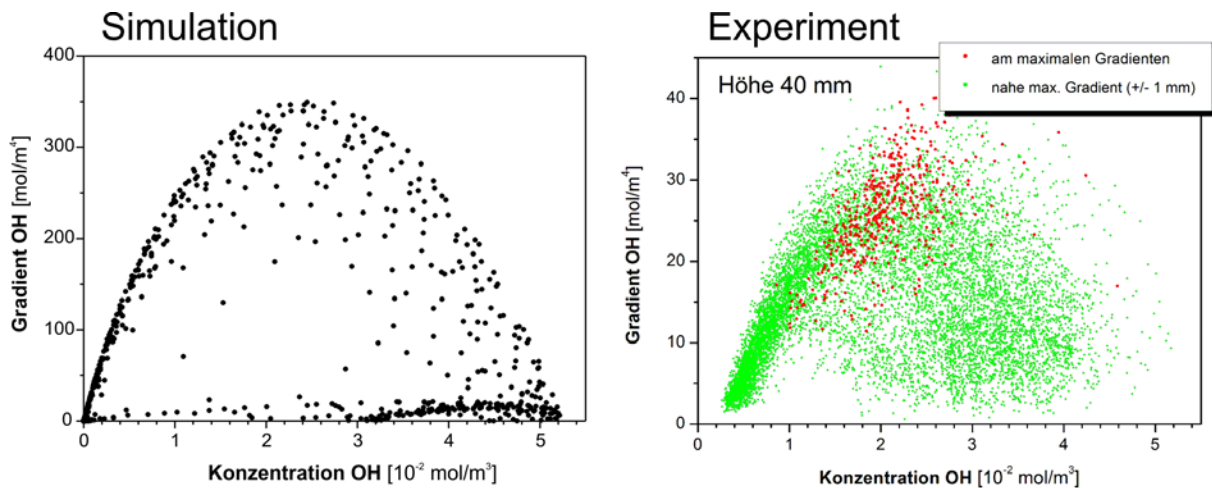 Simulation
400
300
200
100
0
Gradient OH [mol/m⁴]
0 1 2 3 4 5
Konzentration OH [10⁻² mol/m³]
Experiment
am maximalen Gradienten
nahe max. Gradient (+/- 1 mm)
Höhe 40 mm
40
30
20
10
0
Gradient OH [mol/m⁴]
0 1 2 3 4 5
Konzentration OH [10⁻² mol/m³]